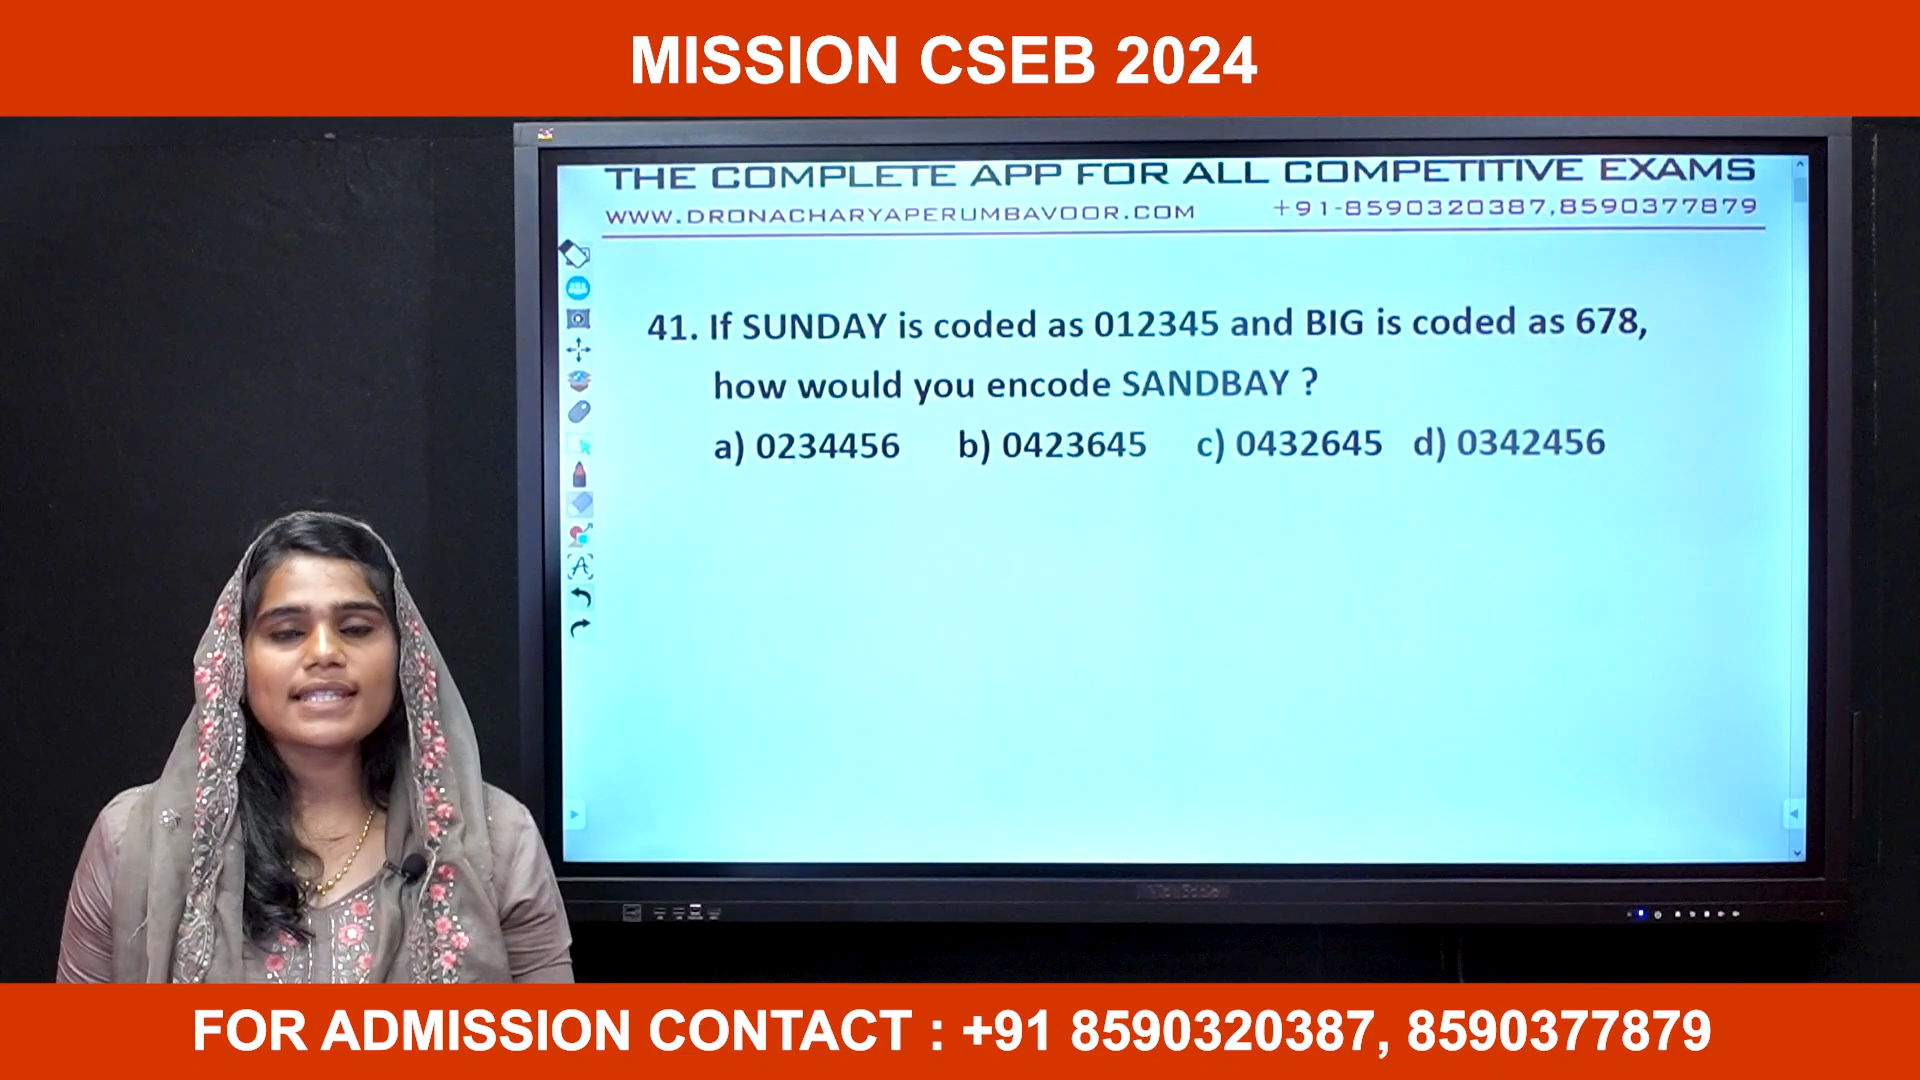 MISSION CSEB 2024
THE COMPLETE APP FOR ALL COMPETITIVE EXAMS
WWW.DRONACHARYAPERUMBAVOOR.COM +91-8590320387,8590377879
41. If SUNDAY is coded as 012345 and BIG is coded as 678,
how would you encode SANDBAY ?
a) 0234456 b) 0423645 c) 0432645 d) 0342456
FOR ADMISSION CONTACT : +91 8590320387, 8590377879